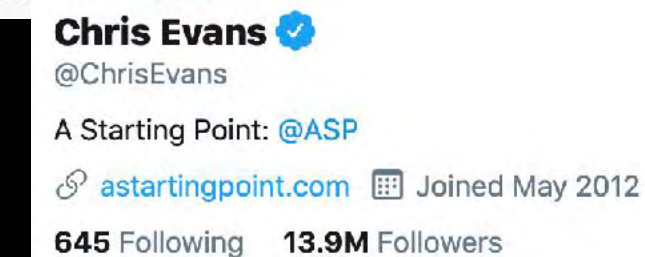 Chris Evans
@ChrisEvans
A Starting Point: @ASP
astartingpoint.com Joined May 2012
645 Following 13.9M Followers